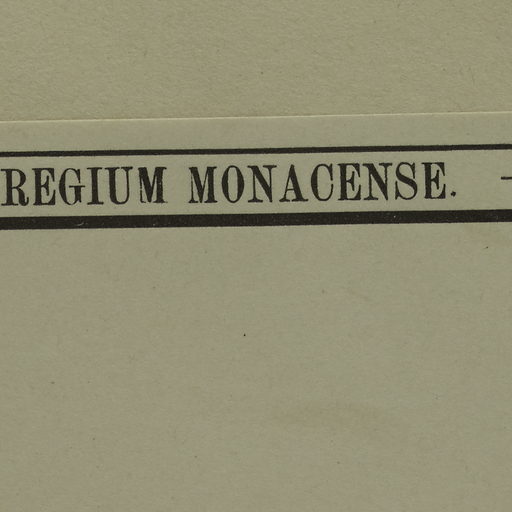 REGIUM MONACENSE. —